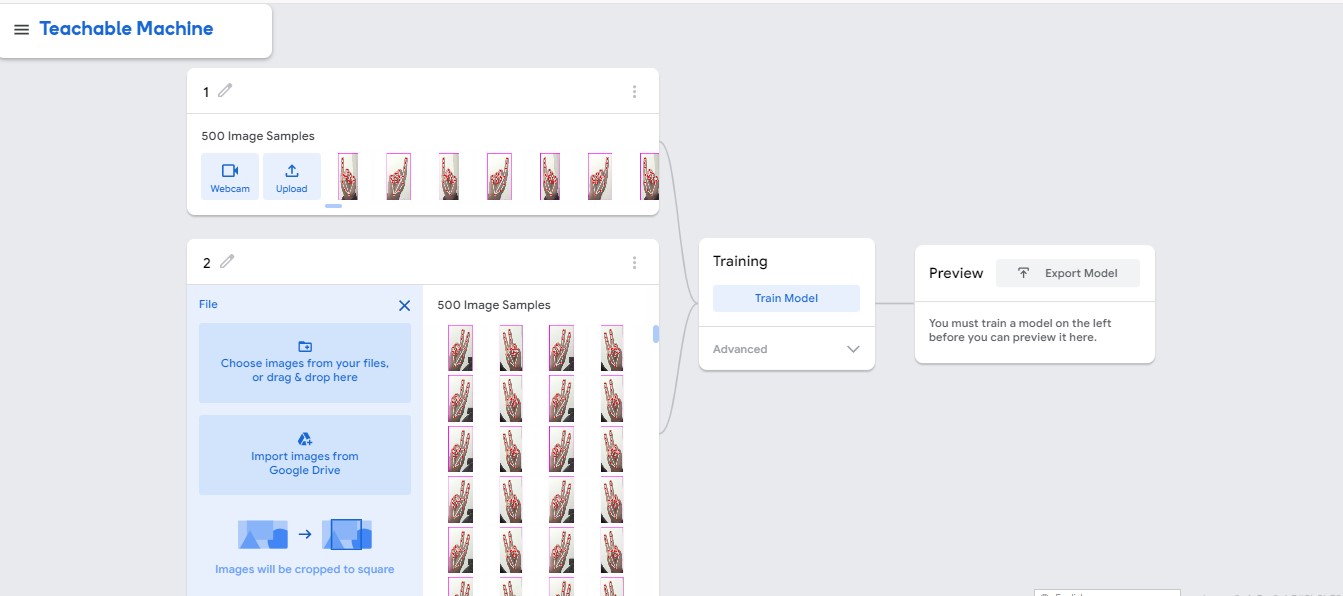 Teachable Machine
1
500 Image Samples
Webcam
Upload
2
File
Choose images from your files,
or drag & drop here
Import images from
Google Drive
Images will be cropped to square
500 Image Samples
Training
Train Model
Advanced
Preview
Export Model
You must train a model on the left
before you can preview it here.